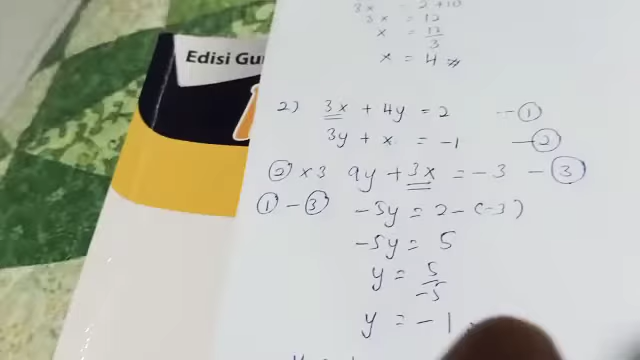 3x = 2 + 10
3x = 12
x = 12/3
x = 4
Edisi Gu
2) 3x + 4y = 2 — ①
3y + x = -1 — ②
② × 3 9y + 3x = -3 — ③
① - ③ -5y = 2 - (-3)
-5y = 5
y = 5/-5
y = -1